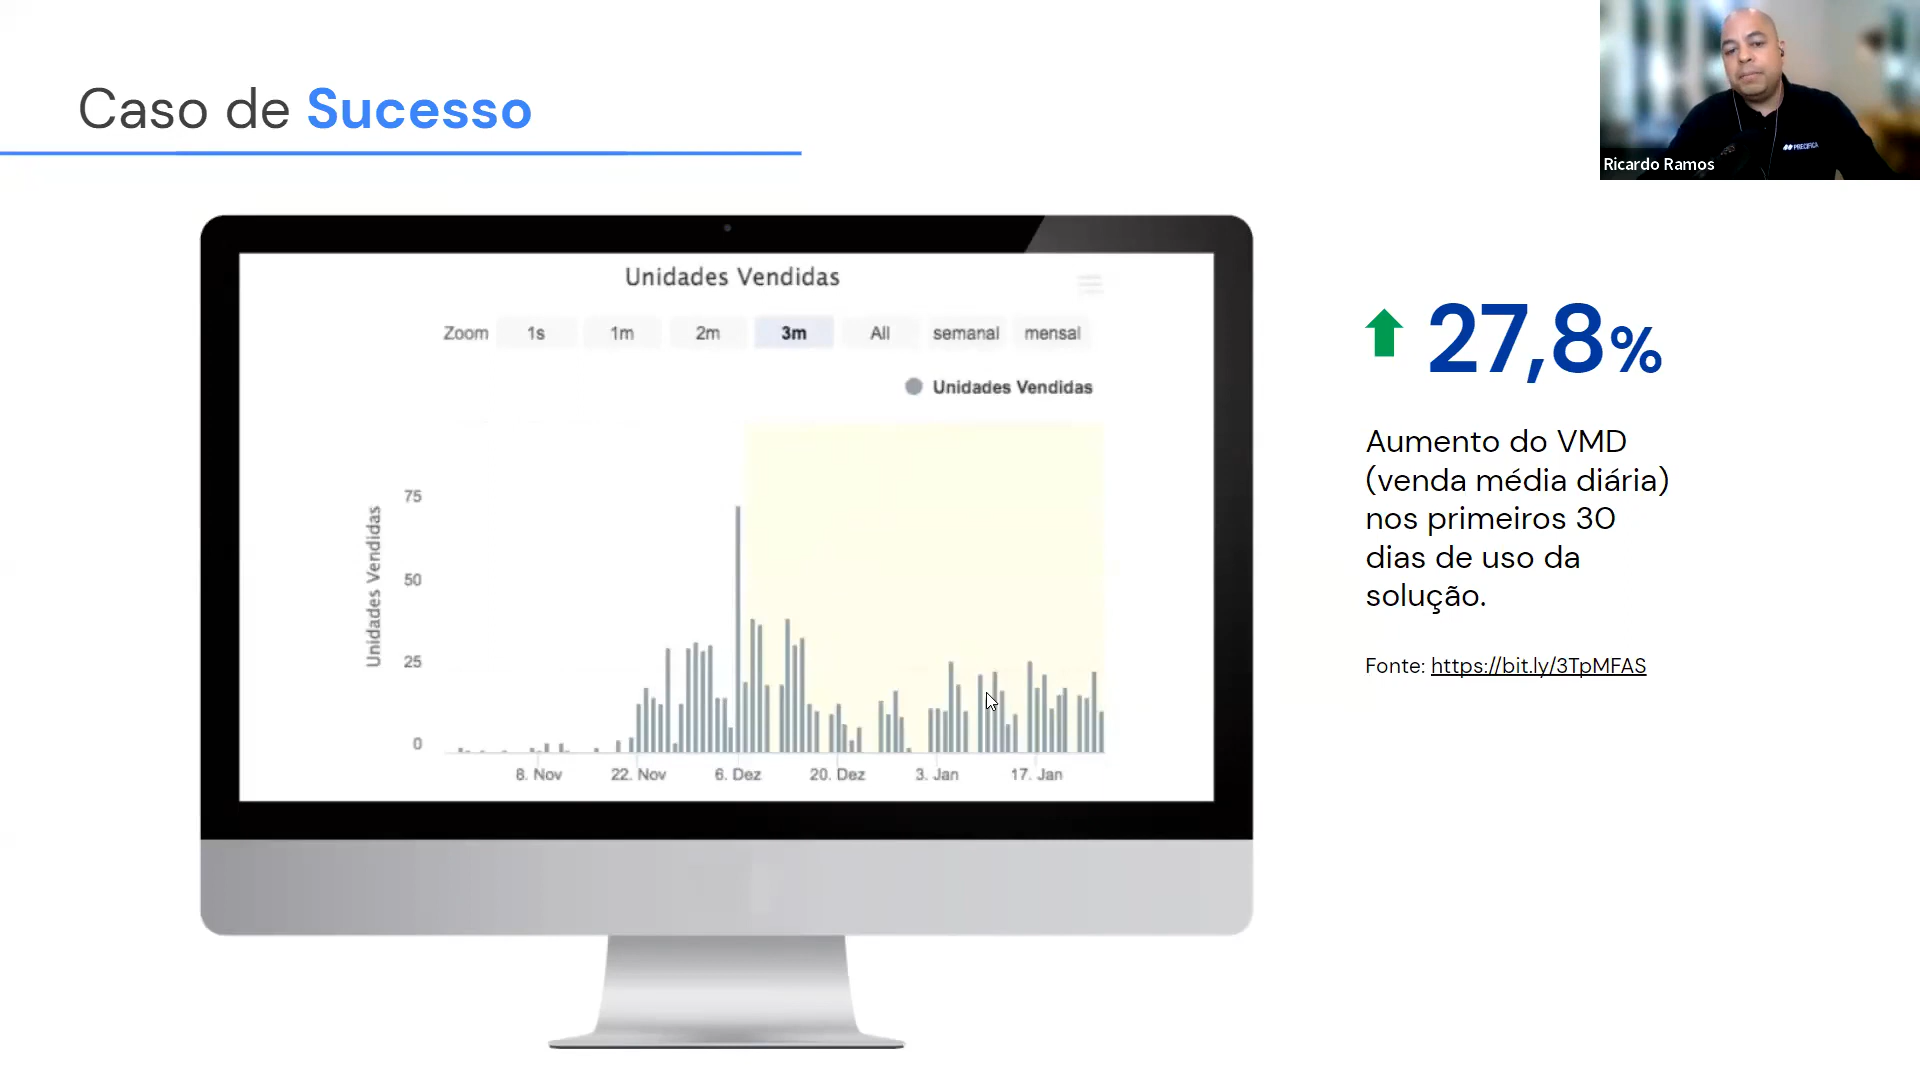 Caso de Sucesso
Ricardo Ramos
PRECIFICA
Unidades Vendidas
Zoom 1s 1m 2m 3m All semanal mensal
Unidades Vendidas
Unidades Vendidas
75
50
25
0
8. Nov 22. Nov 6. Dez 20. Dez 3. Jan 17. Jan
27,8%
Aumento do VMD
(venda média diária)
nos primeiros 30
dias de uso da
solução.
Fonte: https://bit.ly/3TpMFAS